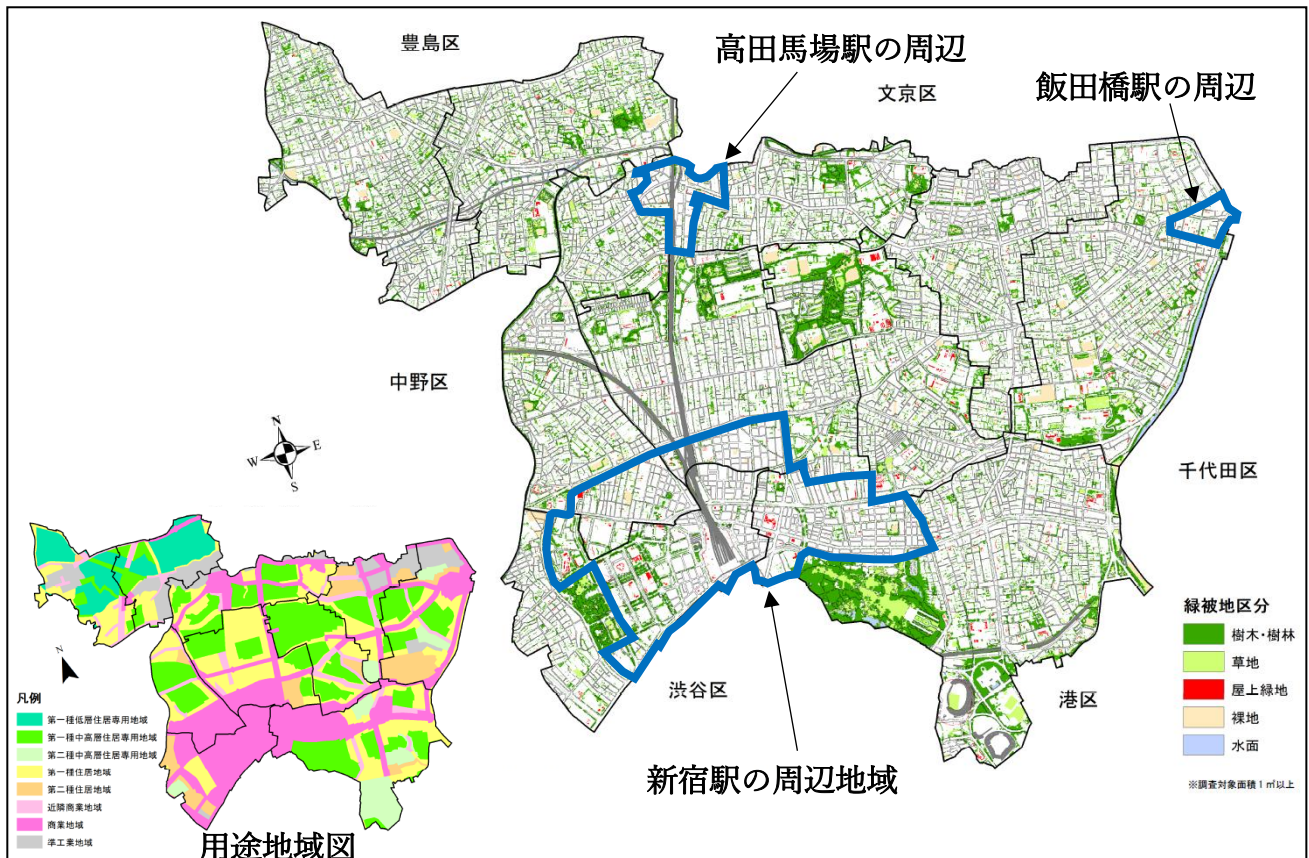 豊島区
高田馬場駅の周辺
文京区
飯田橋駅の周辺
中野区
N
W
E
S
千代田区
渋谷区
港区
新宿駅の周辺地域
緑被地区分
樹木・樹林
草地
屋上緑地
裸地
水面
※調査対象面積1㎡以上
N
凡例
第一種低層住居専用地域
第一種中高層住居専用地域
第二種中高層住居専用地域
第一種住居地域
第二種住居地域
近隣商業地域
商業地域
準工業地域
用途地域図